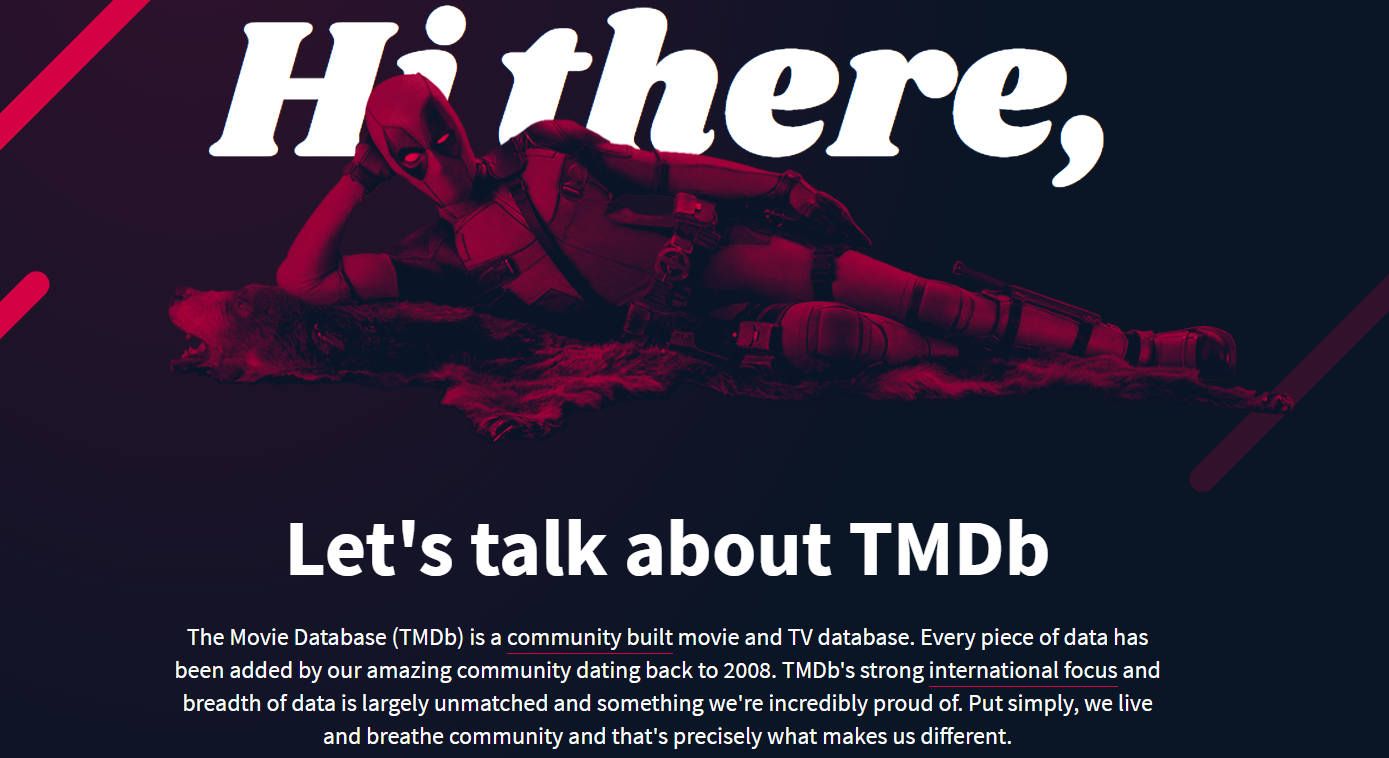 Hi there,
Let's talk about TMDb
The Movie Database (TMDb) is a community built movie and TV database. Every piece of data has
been added by our amazing community dating back to 2008. TMDb's strong international focus and
breadth of data is largely unmatched and something we're incredibly proud of. Put simply, we live
and breathe community and that's precisely what makes us different.